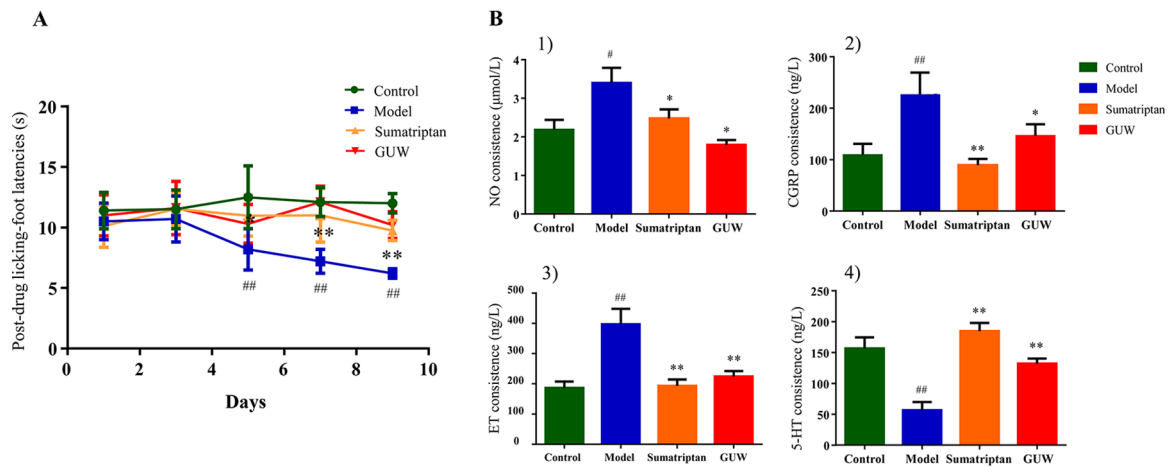 A
Post-drug licking-foot latencies (s)
20
15
10
5
0
0 2 4 6 8 10
Days
Control
Model
Sumatriptan
GUW
*
**
**
## ## ##
B
1)
NO consistence (μmol/L)
4
3
2
1
0
#
*
*
Control Model Sumatriptan GUW
2)
CGRP consistence (ng/L)
300
200
100
0
##
**
*
Control Model Sumatriptan GUW
Control
Model
Sumatriptan
GUW
3)
ET consistence (ng/L)
500
400
300
200
100
0
##
**
**
Control Model Sumatriptan GUW
4)
5-HT consistence (ng/L)
250
200
150
100
50
0
##
**
**
Control Model Sumatriptan GUW